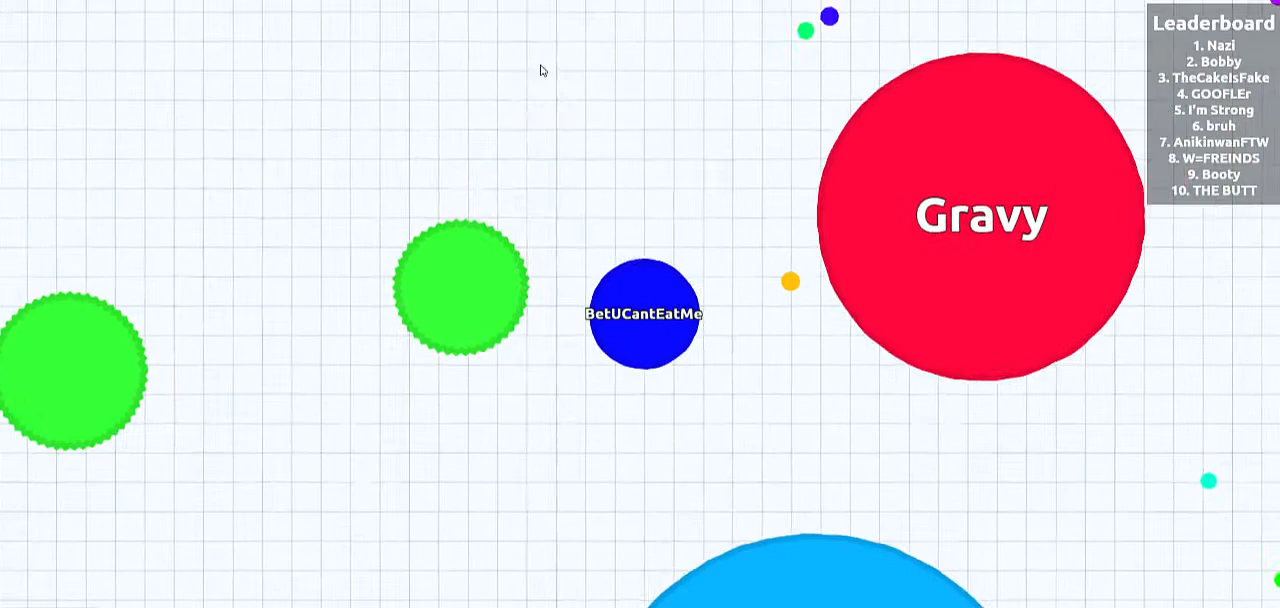 Leaderboard
1. Nazi
2. Bobby
3. TheCakeIsFake
4. GOOFLEr
5. I'm Strong
6. bruh
7. AnikinwanFTW
8. W=FREINDS
9. Booty
10. THE BUTT
Gravy
BetUCantEatMe